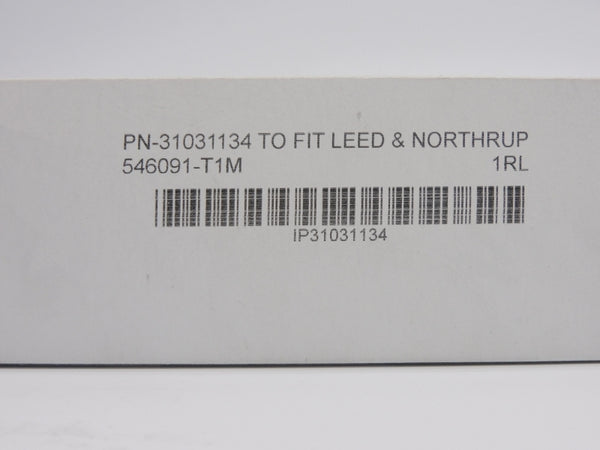 PN-31031134 TO FIT LEED & NORTHRUP
546091-T1M 1RL
IP31031134